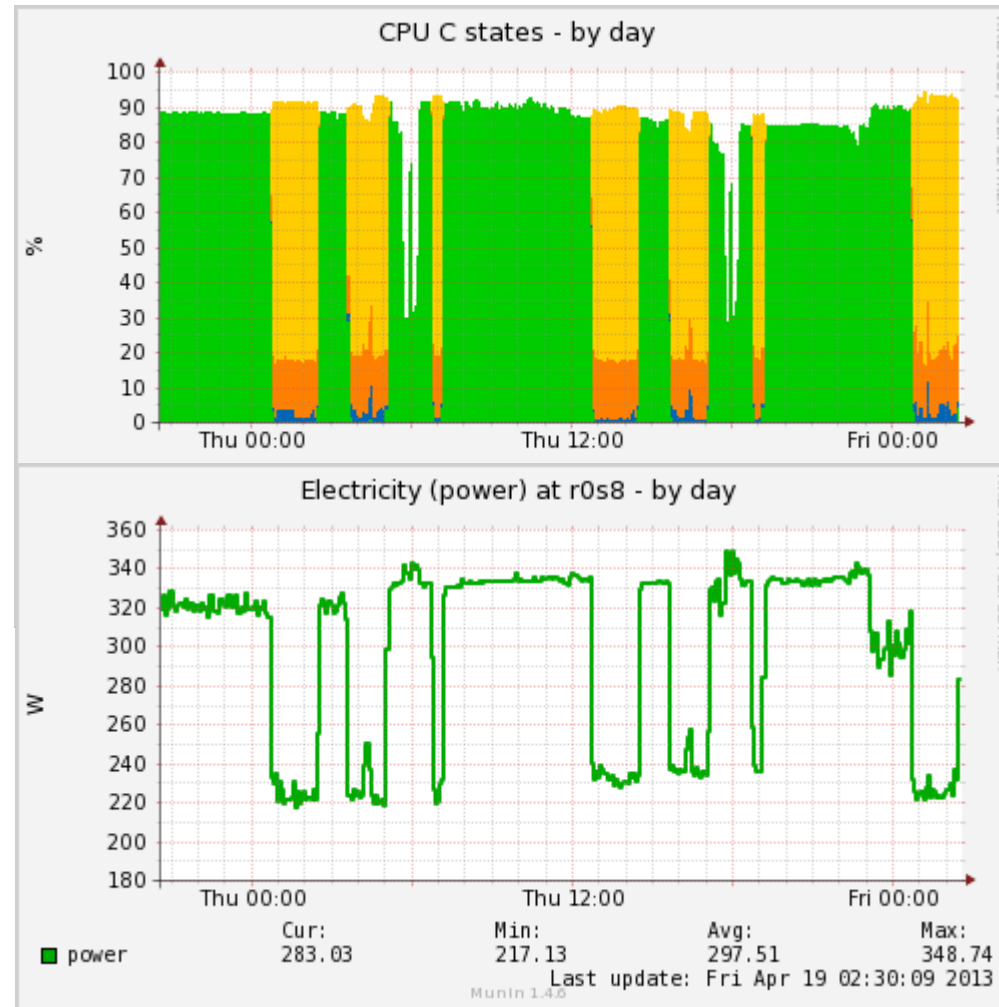 CPU C states - by day
100
90
80
70
60
50
40
30
20
10
0
%
Thu 00:00 Thu 12:00 Fri 00:00
Electricity (power) at r0s8 - by day
360
340
320
300
280
260
240
220
200
180
W
Thu 00:00 Thu 12:00 Fri 00:00
Cur: Min: Avg: Max:
power 283.03 217.13 297.51 348.74
Last update: Fri Apr 19 02:30:09 2013
Munin 1.4.6